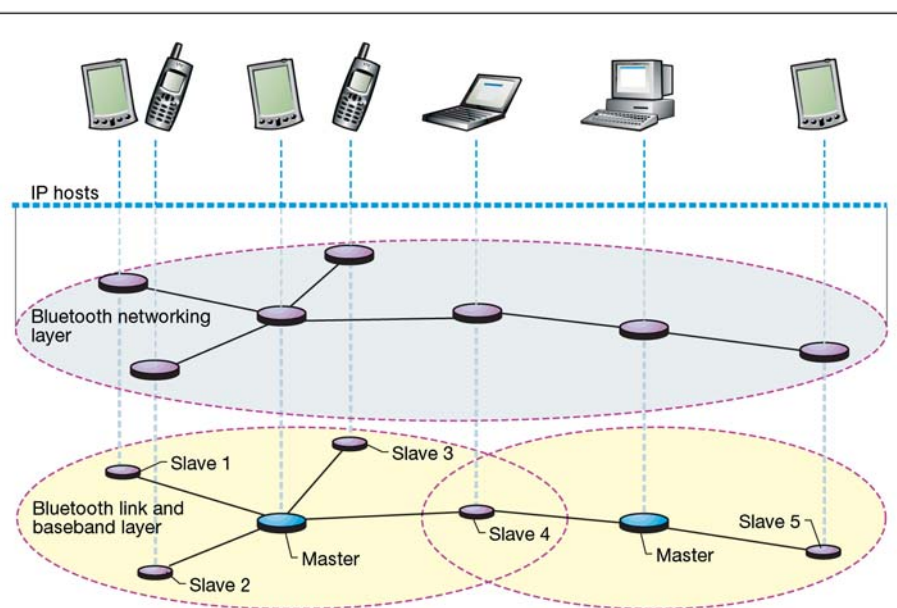 IP hosts
Bluetooth networking
layer
Slave 1
Slave 3
Bluetooth link and
baseband layer
Master
Slave 4
Master
Slave 5
Slave 2